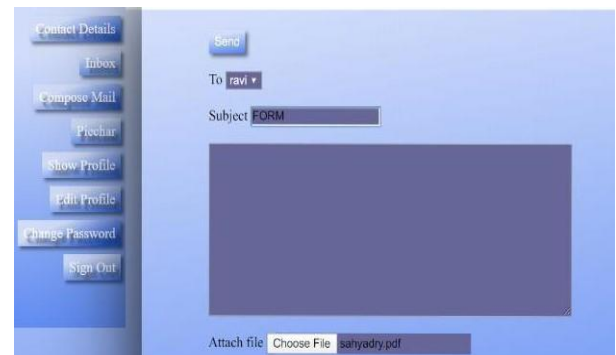 Contact Details
Inbox
Compose Mail
Piechar
Show Profile
Edit Profile
Change Password
Sign Out
Send
To ravi
Subject FORM
Attach file Choose File sahyadry.pdf